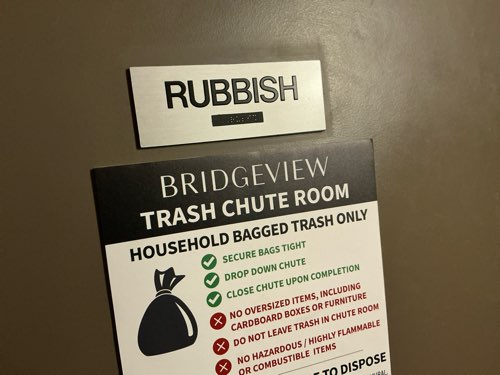 RUBBISH
BRIDGEVIEW
TRASH CHUTE ROOM
HOUSEHOLD BAGGED TRASH ONLY
SECURE BAGS TIGHT
DROP DOWN CHUTE
CLOSE CHUTE UPON COMPLETION
NO OVERSIZED ITEMS, INCLUDING
CARDBOARD BOXES OR FURNITURE
DO NOT LEAVE TRASH IN CHUTE ROOM
NO HAZARDOUS / HIGHLY FLAMMABLE
OR COMBUSTIBLE ITEMS
TO DISPOSE